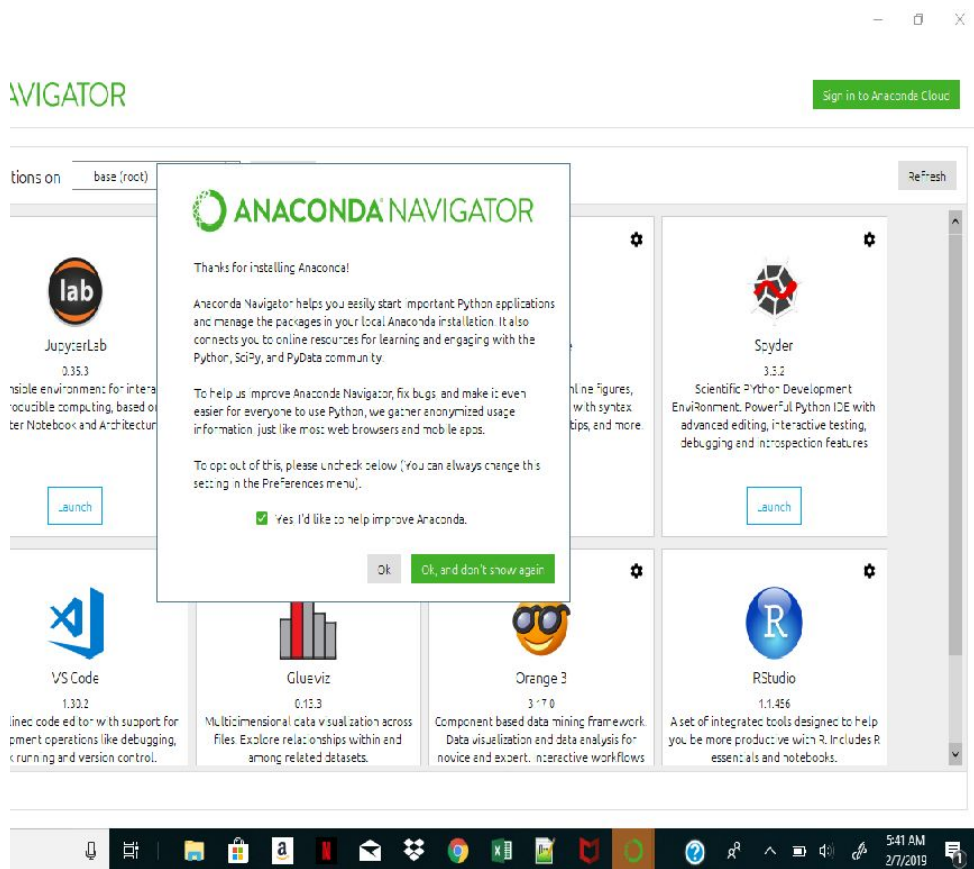 AVIGATOR
Sign in to Anaconda Cloud
tions on
base (root)
Refresh
ANACONDA NAVIGATOR
Thanks for installing Anaconda!
Anaconda Navigator helps you easily start important Python applications
and manage the packages in your local Anaconda installation. It also
connects you to online resources for learning and engaging with the
Python, SciPy, and PyData community.
To help us improve Anaconda Navigator, fix bugs, and make it even
easier for everyone to use Python, we gather anonymized usage
information, just like most web browsers and mobile apps.
To opt out of this, please uncheck below (You can always change this
setting in the Preferences menu).
Yes, I'd like to help improve Anaconda.
Ok
Ok, and don't show again
lab
JupyterLab
0.35.3
nsible environment for intera
roducible computing, based o
ter Notebook and Architectur
Launch
nline figures,
with syntax
tips, and more.
Spyder
3.3.2
Scientific PYthon Development
EnviRonment. Powerful Python IDE with
advanced editing, interactive testing,
debugging and introspection features
Launch
VS Code
1.30.2
lined code editor with support for
pment operations like debugging,
k running and version control.
Glueviz
0.13.3
Multidimensional data visualization across
files. Explore relationships within and
among related datasets.
Orange 3
3.17.0
Component based data mining framework.
Data visualization and data analysis for
novice and expert. Interactive workflows
R
RStudio
1.1.456
A set of integrated tools designed to help
you be more productive with R. Includes R
essentials and notebooks.
5:41 AM
2/7/2019
1